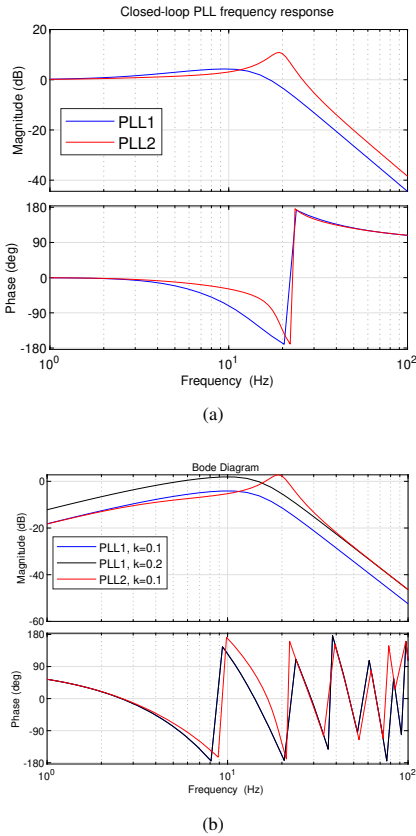 Closed-loop PLL frequency response
20
0
-20
-40
Magnitude (dB)
PLL1
PLL2
180
90
0
-90
-180
Phase (deg)
10^0
10^1
10^2
Frequency (Hz)
(a)
Bode Diagram
0
-20
-40
-60
Magnitude (dB)
PLL1, k=0.1
PLL1, k=0.2
PLL2, k=0.1
180
90
0
-90
-180
Phase (deg)
10^0
10^1
10^2
Frequency (Hz)
(b)